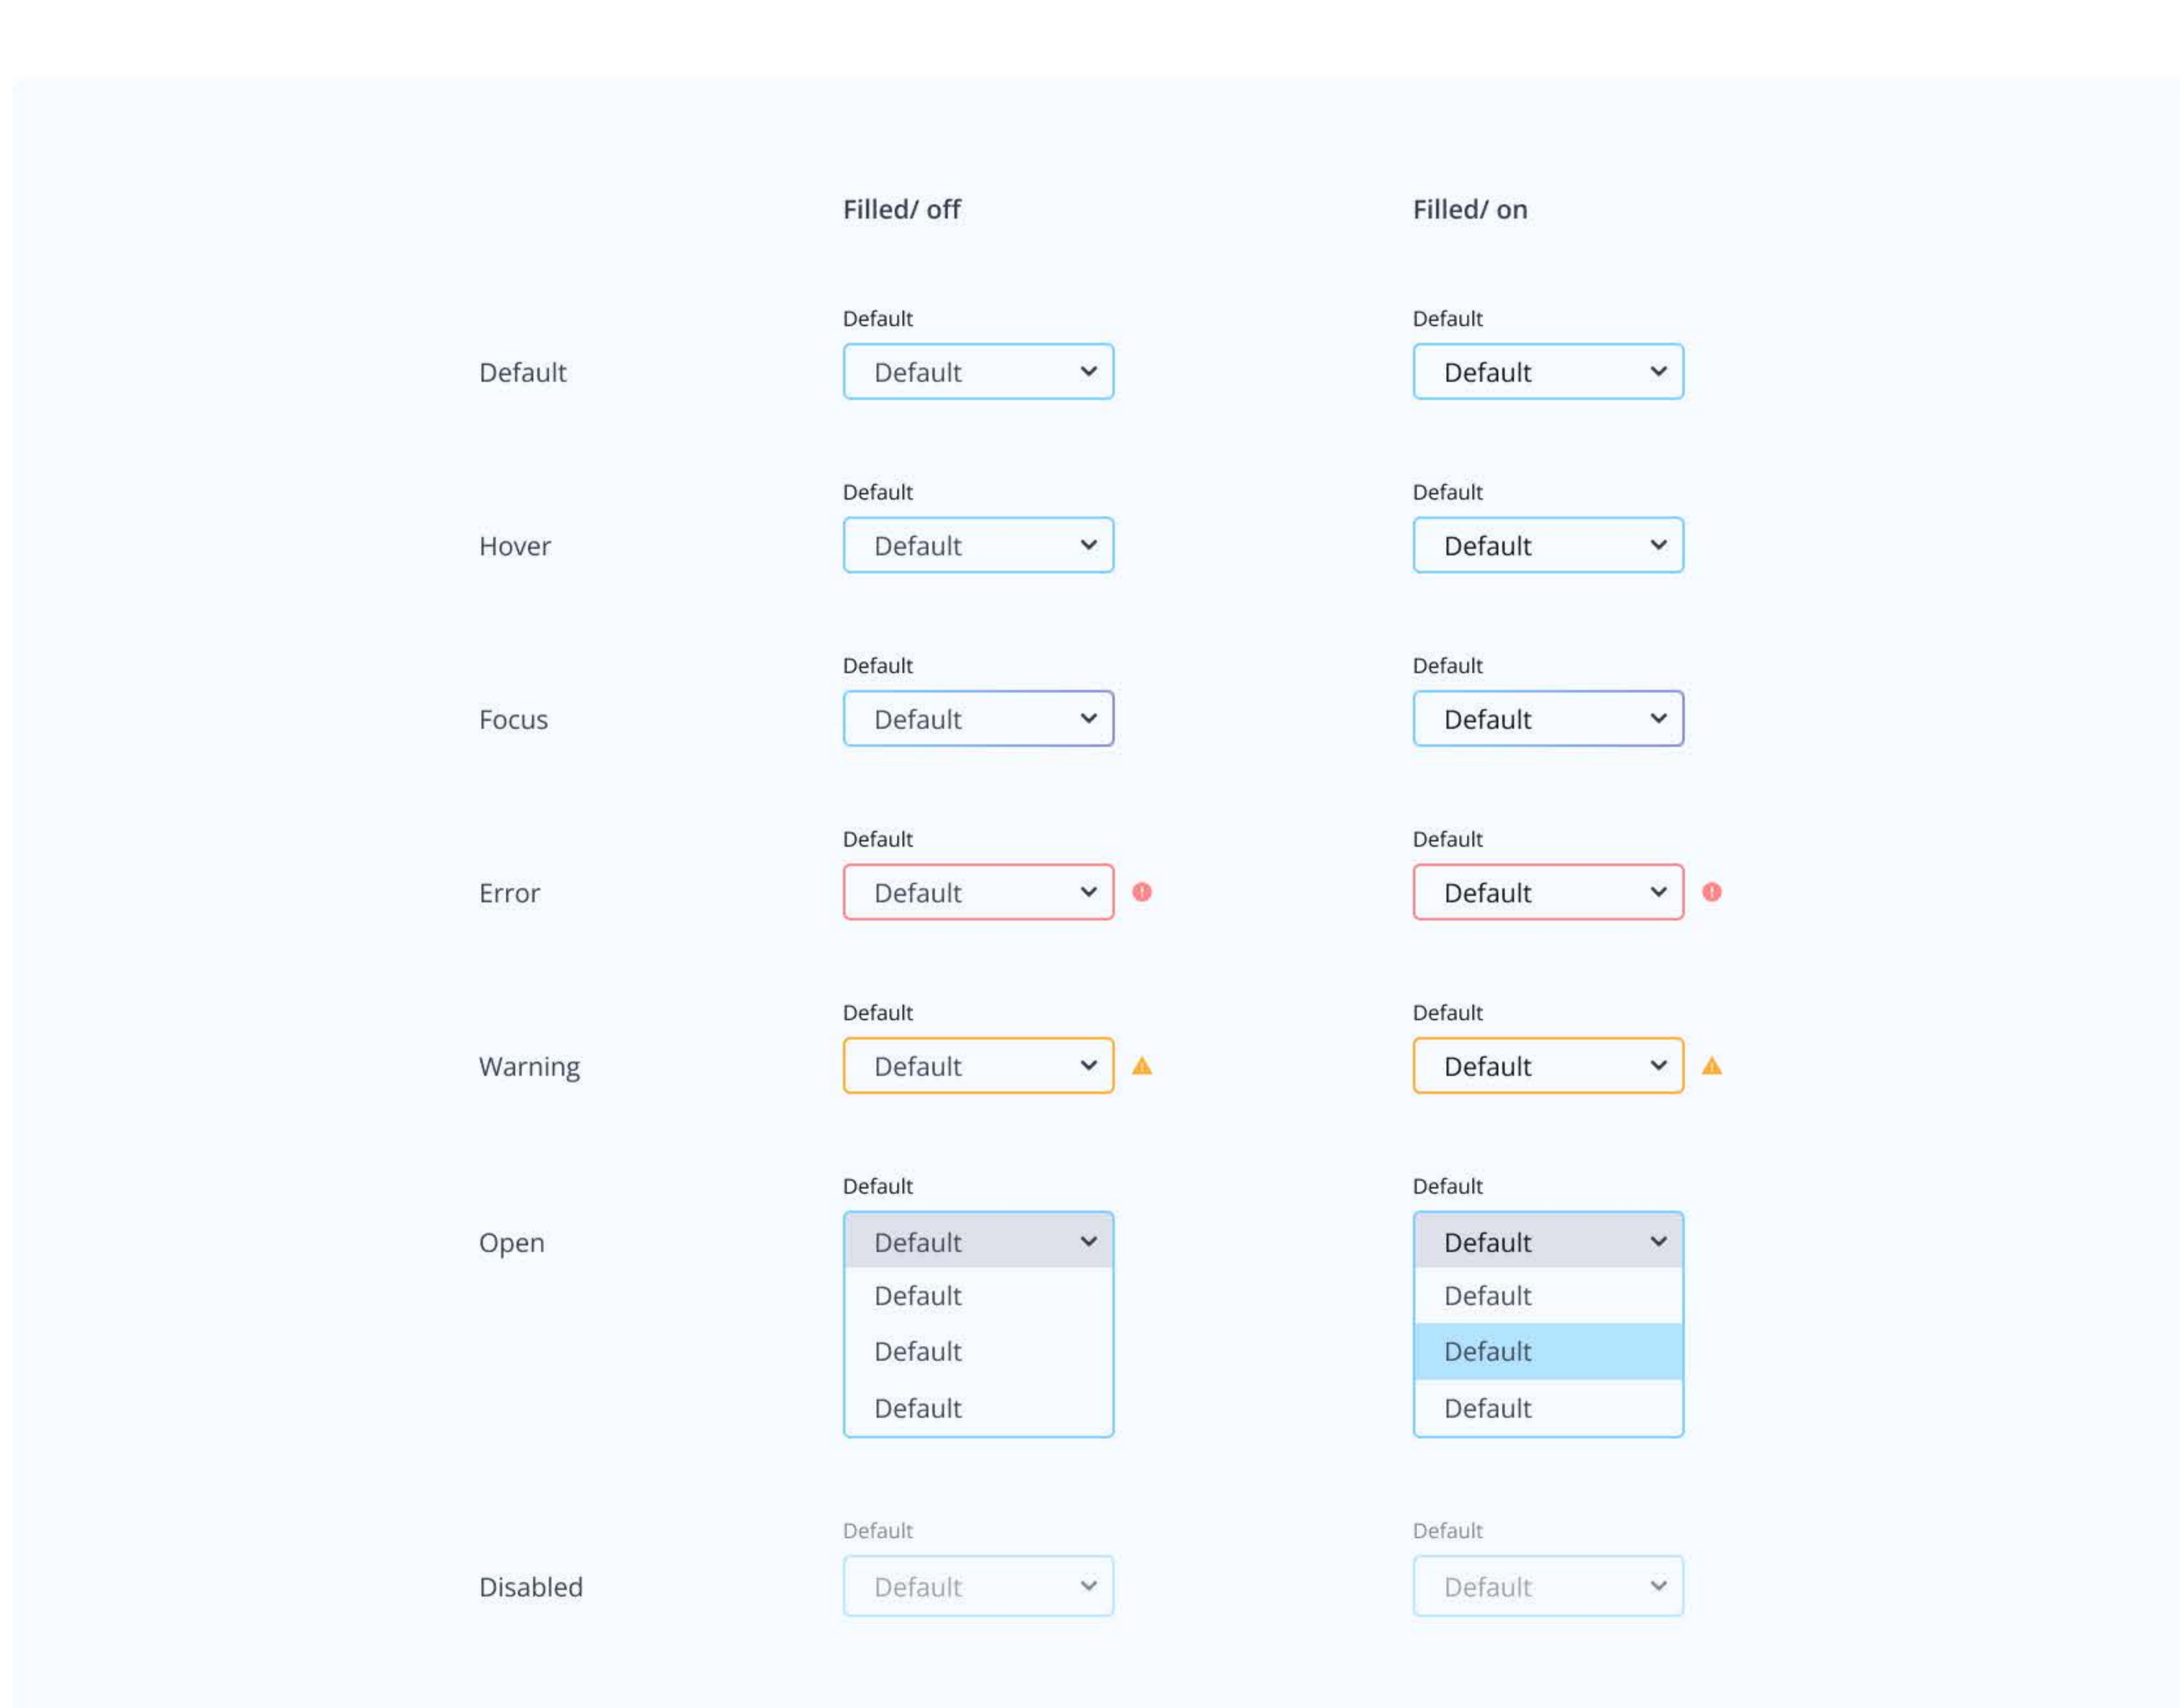 Filled/ off Filled/ on
Default Default
Default Default Default
Default Default
Hover Default Default
Default Default
Focus Default Default
Default Default
Error Default Default
Default Default
Warning Default Default
Default Default
Open Default Default
Default Default
Default Default
Default Default
Default Default
Disabled Default Default